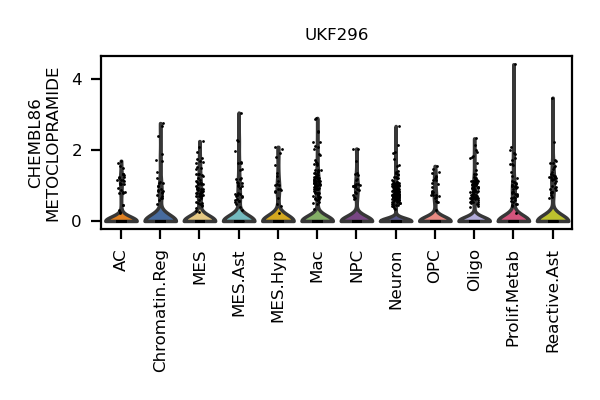 UKF296
CHEMBL86
METOCLOPRAMIDE
4
2
0
AC
Chromatin.Reg
MES
MES.Ast
MES.Hyp
Mac
NPC
Neuron
OPC
Oligo
Prolif.Metab
Reactive.Ast